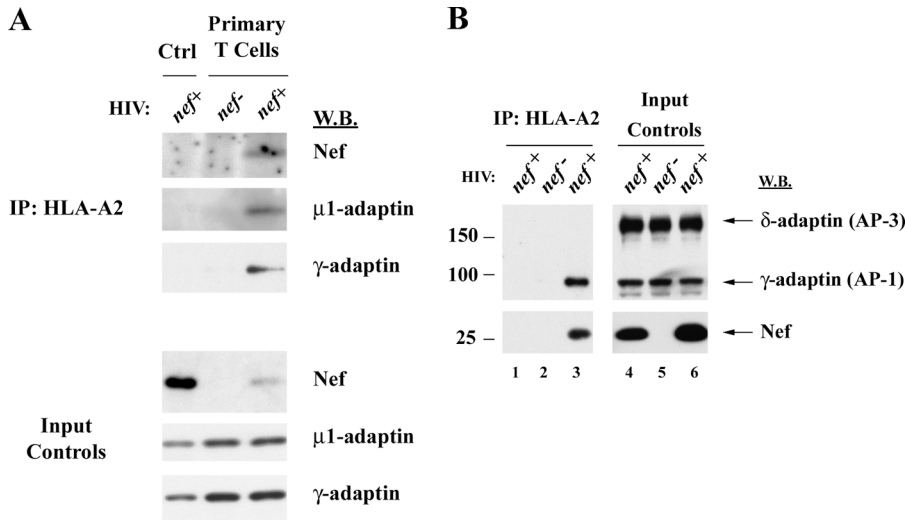 A
Primary
T Cells
Ctrl
HIV: nef+ nef- nef+
W.B.
Nef
IP: HLA-A2
μ1-adaptin
γ-adaptin
Nef
Input
Controls
μ1-adaptin
γ-adaptin
B
IP: HLA-A2
Input
Controls
HIV: nef+ nef- nef+ nef+ nef- nef+
W.B.
δ-adaptin (AP-3)
150
100
γ-adaptin (AP-1)
25
Nef
1 2 3 4 5 6